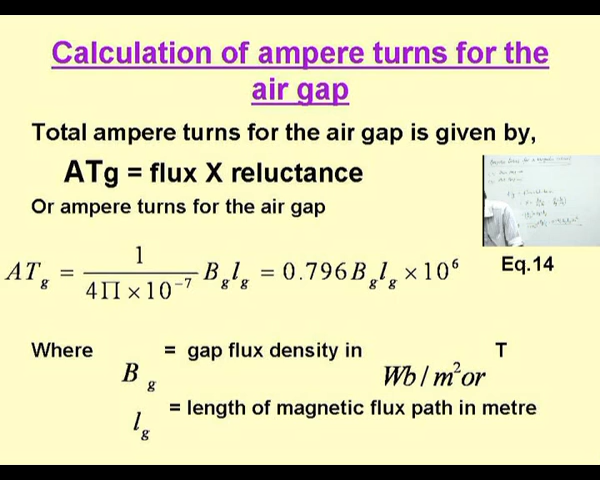 Calculation of ampere turns for the
air gap
Total ampere turns for the air gap is given by,
ATg = flux X reluctance
Or ampere turns for the air gap
AT_g = \frac{1}{4Π × 10^{-7}} B_g l_g = 0.796 B_g l_g × 10^6 Eq.14
Where B_g = gap flux density in Wb / m^2 or T
l_g = length of magnetic flux path in metre